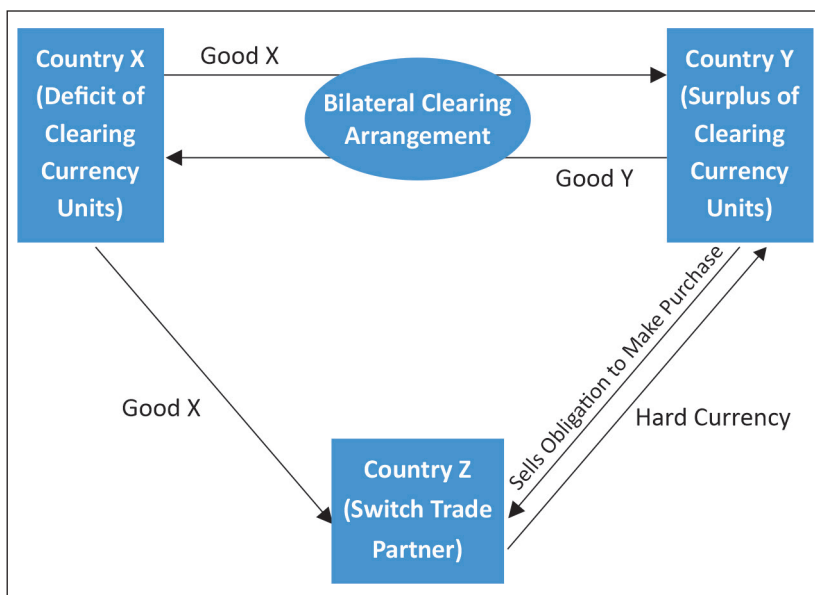 Country X
(Deficit of
Clearing
Currency
Units)
Good X
Bilateral Clearing
Arrangement
Good Y
Country Y
(Surplus of
Clearing
Currency
Units)
Good X
Sells Obligation to Make Purchase
Hard Currency
Country Z
(Switch Trade
Partner)